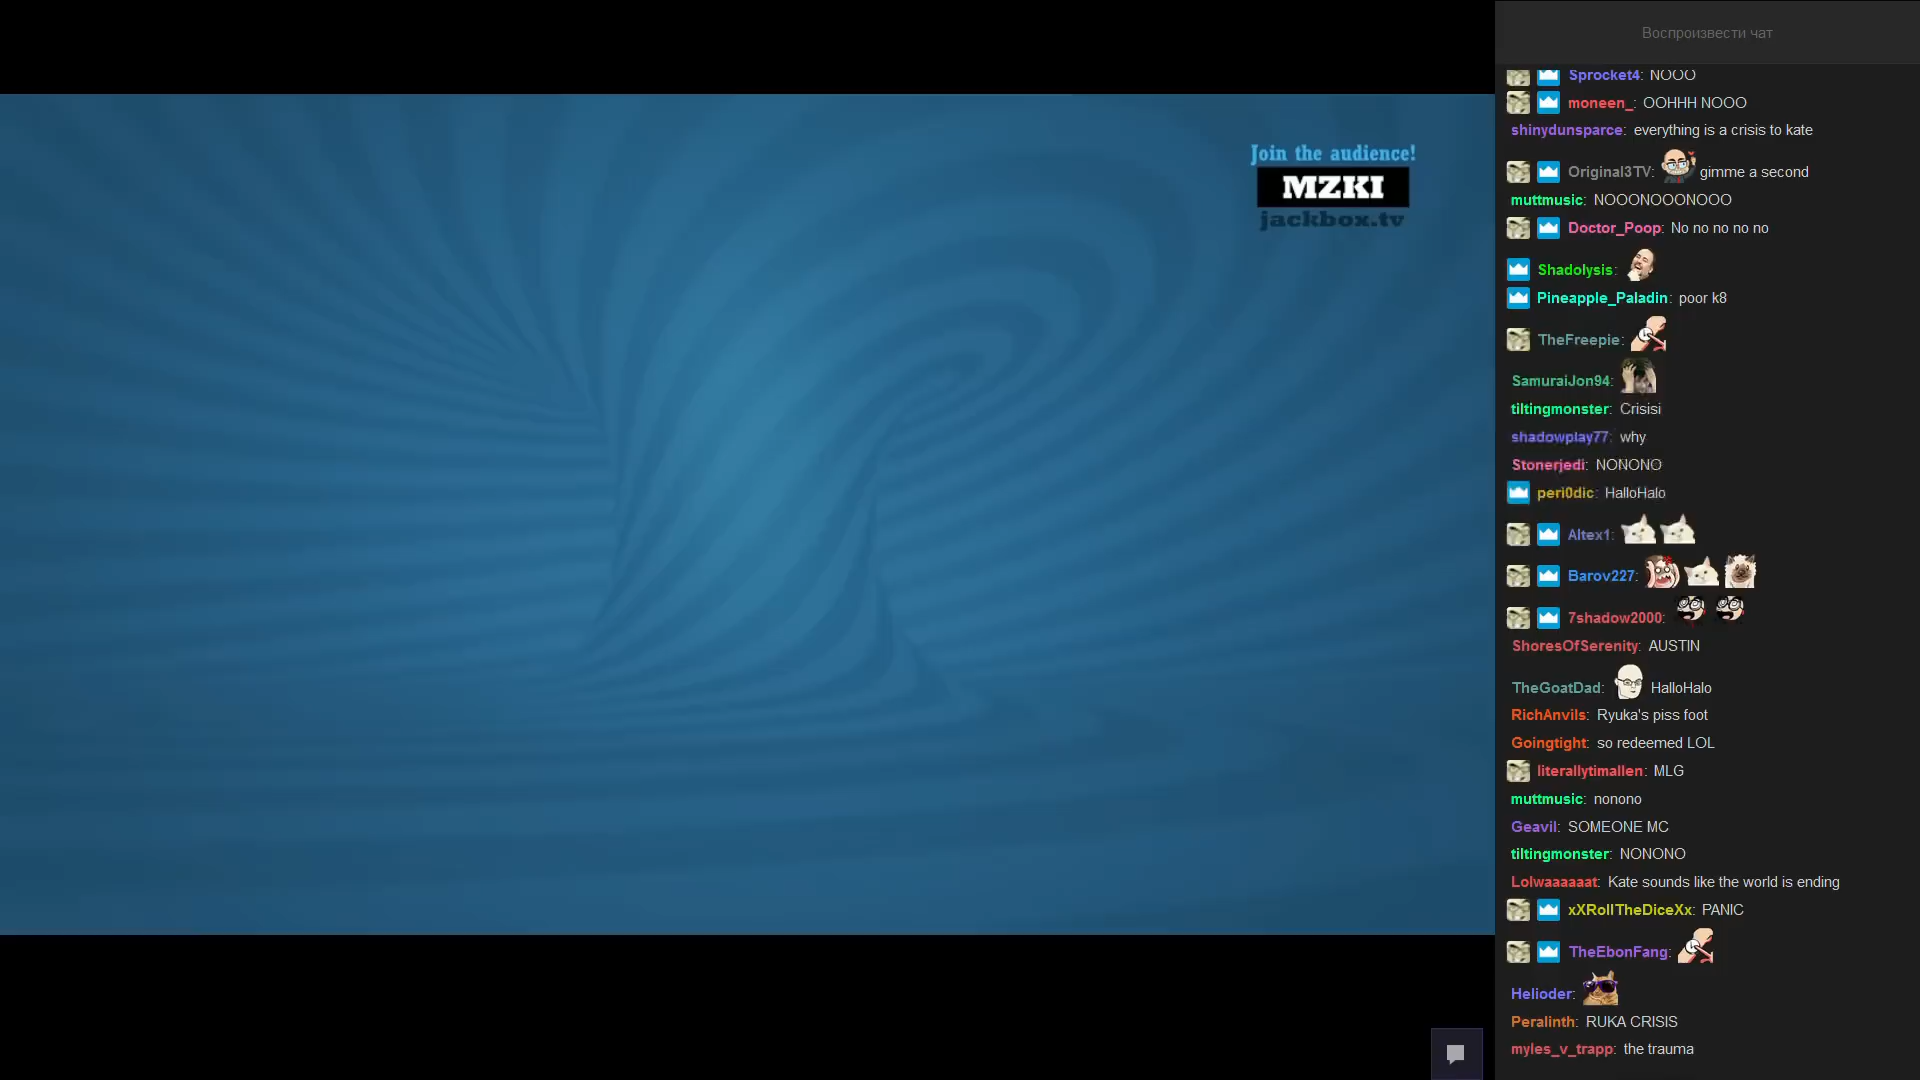 Join the audience!
MZKI
jackbox.tv
Воспроизвести чат
Sprocket4: NOOO
moneen_: OOHHH NOOO
shinydunsparce: everything is a crisis to kate
Original3TV: gimme a second
muttmusic: NOOONOOONOOO
Doctor_Poop: No no no no no
Shadolysis:
Pineapple_Paladin: poor k8
TheFreepie:
SamuraiJon94:
tiltingmonster: Crisisi
shadowplay77: why
Stonerjedi: NONONO
peri0dic: HalloHalo
Altex1:
Barov227:
7shadow2000:
ShoresOfSerenity: AUSTIN
TheGoatDad: HalloHalo
RichAnvils: Ryuka's piss foot
Goingtight: so redeemed LOL
literallytimallen: MLG
muttmusic: nonono
Geavil: SOMEONE MC
tiltingmonster: NONONO
Lolwaaaaaat: Kate sounds like the world is ending
xXRollTheDiceXx: PANIC
TheEbonFang:
Helioder:
Peralinth: RUKA CRISIS
myles_v_trapp: the trauma